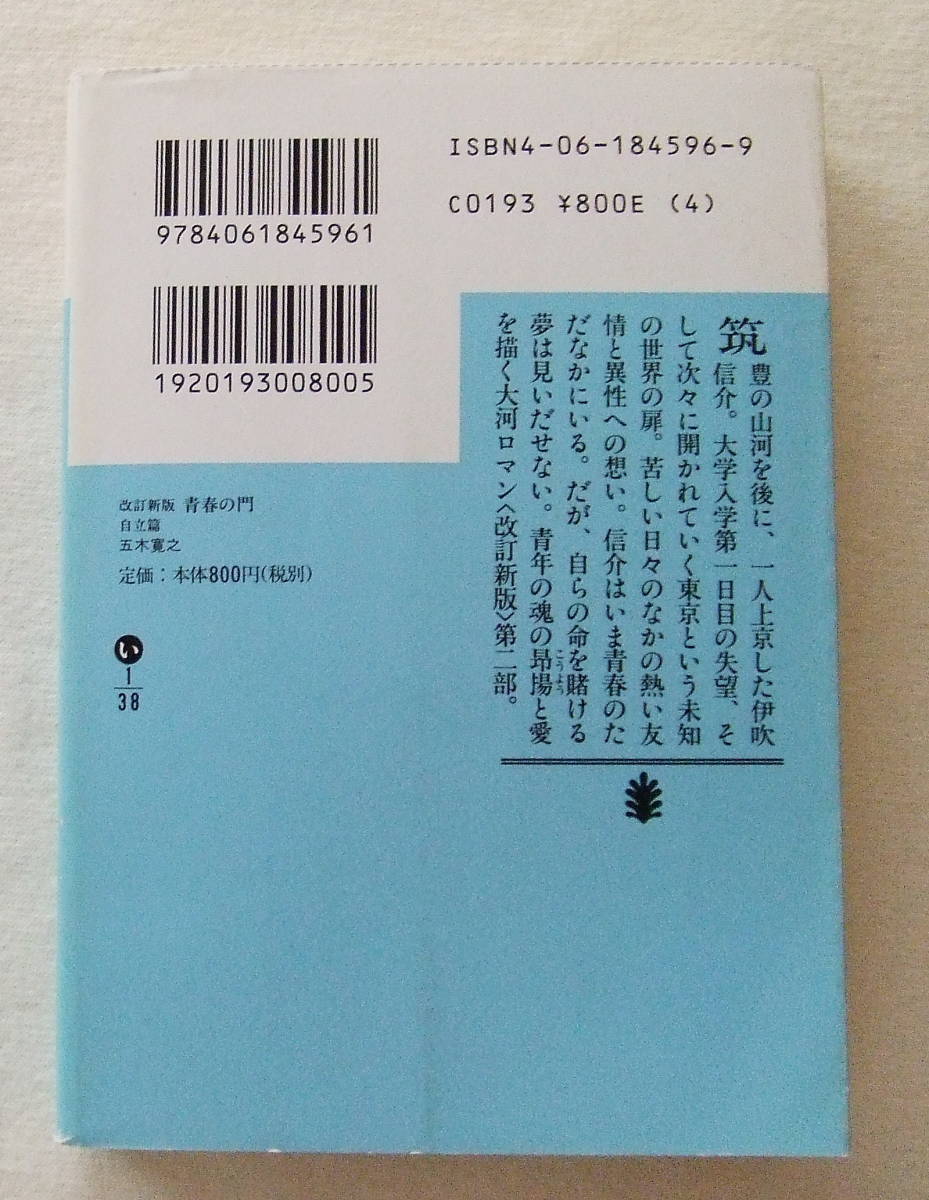 ISBN4-06-184596-9
C0193 ¥800E (4)
9784061845961
1920193008005
筑豊の山河を後に、一人上京した伊吹
信介。大学入学第一日目の失望、そ
して次々に開かれていく東京という未知
の世界の扉。苦しい日々のなかの熱い友
情と異性への想い。信介はいま青春のた
だなかにいる。だが、自らの命を賭ける
夢は見いだせない。青年の魂の昂揚と愛
こうよう
を描く大河ロマン〈改訂新版〉第二部。
改訂新版 青春の門
自立篇
五木寛之
定価：本体800円(税別)
い
1
38